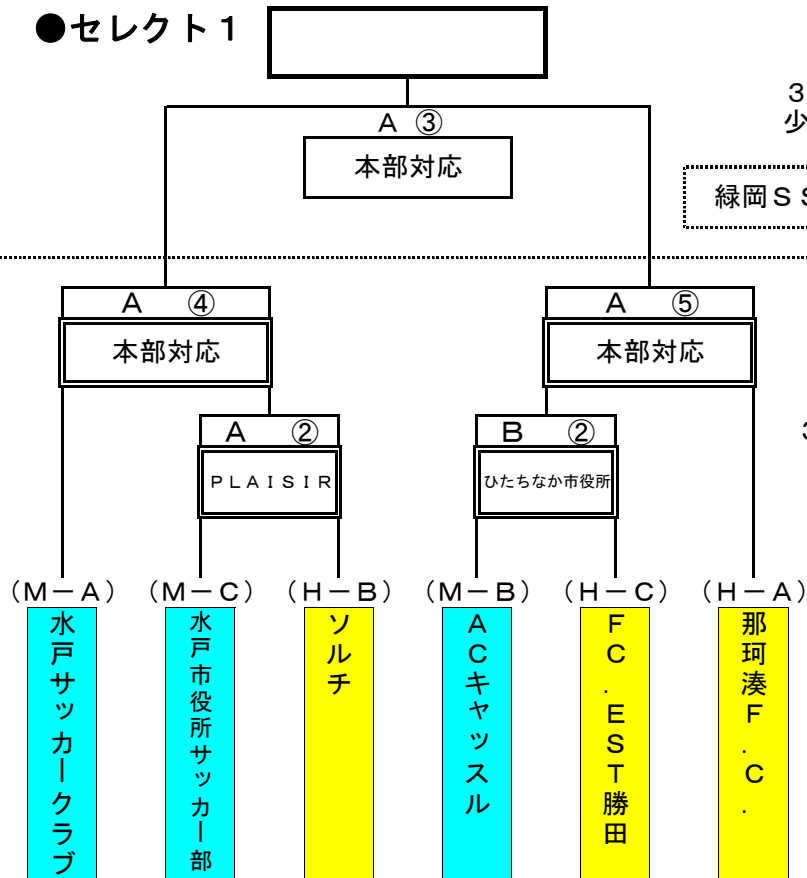 ●セレクト１
３
少
Ａ ③
本部対応
緑岡ＳＳ
Ａ ④
Ａ ⑤
本部対応
本部対応
Ａ ②
Ｂ ②
３
ＰＬＡＩＳＩＲ
ひたちなか市役所
（Ｍ－Ａ）
（Ｍ－Ｃ）
（Ｈ－Ｂ）
（Ｍ－Ｂ）
（Ｈ－Ｃ）
（Ｈ－Ａ）
水戸サッカークラブ
水戸市役所サッカー部
ソルチ
ＡＣキャッスル
ＦＣ．ＥＳＴ勝田
那珂湊Ｆ．Ｃ．